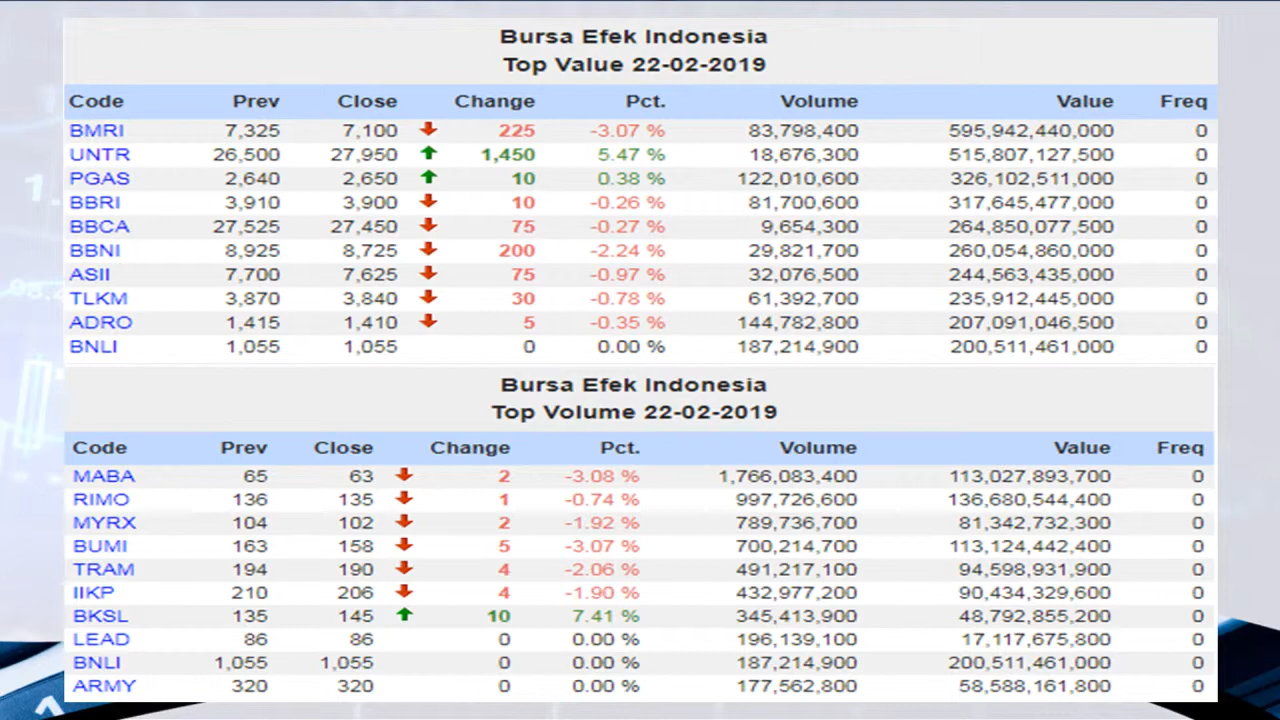 Bursa Efek Indonesia
Top Value 22-02-2019
Code Prev Close Change Pct. Volume Value Freq
BMRI 7,325 7,100 225 -3.07 % 83,798,400 595,942,440,000 0
UNTR 26,500 27,950 1,450 5.47 % 18,676,300 515,807,127,500 0
PGAS 2,640 2,650 10 0.38 % 122,010,600 326,102,511,000 0
BBRI 3,910 3,900 10 -0.26 % 81,700,600 317,645,477,000 0
BBCA 27,525 27,450 75 -0.27 % 9,654,300 264,850,077,500 0
BBNI 8,925 8,725 200 -2.24 % 29,821,700 260,054,860,000 0
ASII 7,700 7,625 75 -0.97 % 32,076,500 244,563,435,000 0
TLKM 3,870 3,840 30 -0.78 % 61,392,700 235,912,445,000 0
ADRO 1,415 1,410 5 -0.35 % 144,782,800 207,091,046,500 0
BNLI 1,055 1,055 0 0.00 % 187,214,900 200,511,461,000 0
Bursa Efek Indonesia
Top Volume 22-02-2019
Code Prev Close Change Pct. Volume Value Freq
MABA 65 63 2 -3.08 % 1,766,083,400 113,027,893,700 0
RIMO 136 135 1 -0.74 % 997,726,600 136,680,544,400 0
MYRX 104 102 2 -1.92 % 789,736,700 81,342,732,300 0
BUMI 163 158 5 -3.07 % 700,214,700 113,124,442,400 0
TRAM 194 190 4 -2.06 % 491,217,100 94,598,931,900 0
IIKP 210 206 4 -1.90 % 432,977,200 90,434,329,600 0
BKSL 135 145 10 7.41 % 345,413,900 48,792,855,200 0
LEAD 86 86 0 0.00 % 196,139,100 17,117,675,800 0
BNLI 1,055 1,055 0 0.00 % 187,214,900 200,511,461,000 0
ARMY 320 320 0 0.00 % 177,562,800 58,588,161,800 0